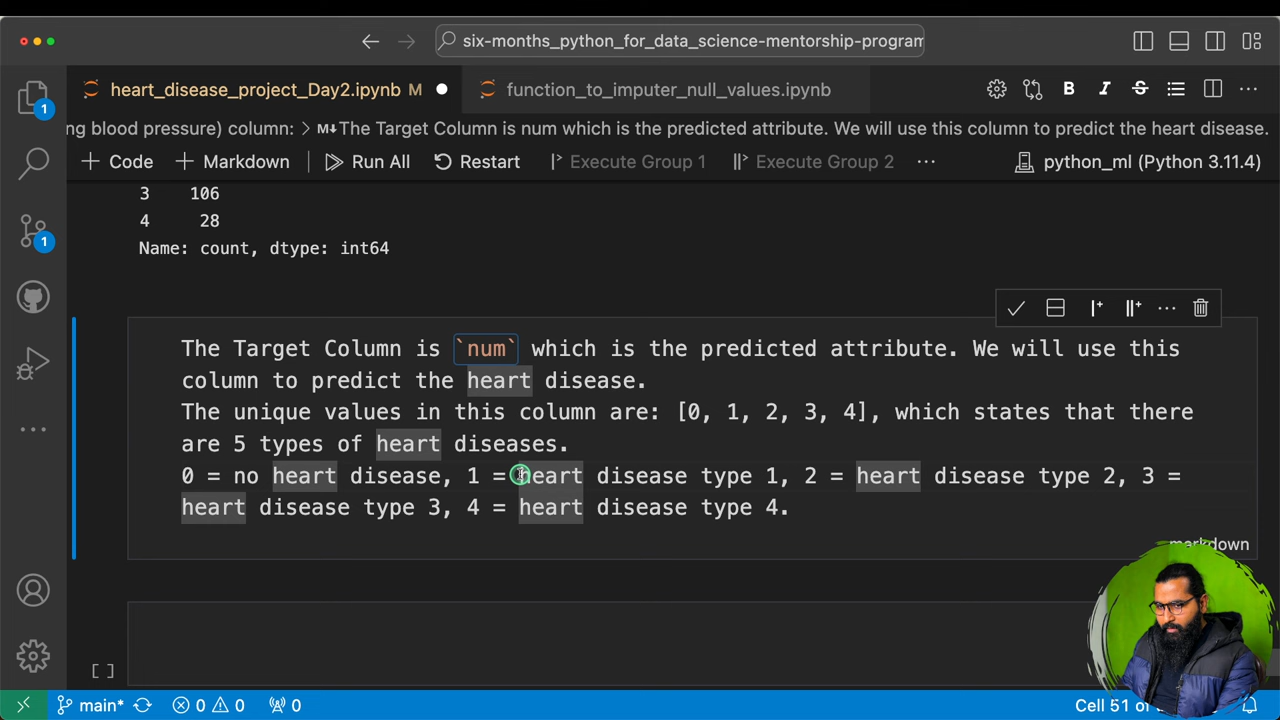 six-months_python_for_data_science-mentorship-program
heart_disease_project_Day2.ipynb M
function_to_imputer_null_values.ipynb
ng blood pressure) column: > M↓The Target Column is num which is the predicted attribute. We will use this column to predict the heart disease.
+ Code + Markdown Run All Restart Execute Group 1 Execute Group 2 ... python_ml (Python 3.11.4)
3 106
4 28
Name: count, dtype: int64
The Target Column is `num` which is the predicted attribute. We will use this
column to predict the heart disease.
The unique values in this column are: [0, 1, 2, 3, 4], which states that there
are 5 types of heart diseases.
0 = no heart disease, 1 = heart disease type 1, 2 = heart disease type 2, 3 =
heart disease type 3, 4 = heart disease type 4.
markdown
[ ]
main* 0 0 0 Cell 51 of
1
1
B I S